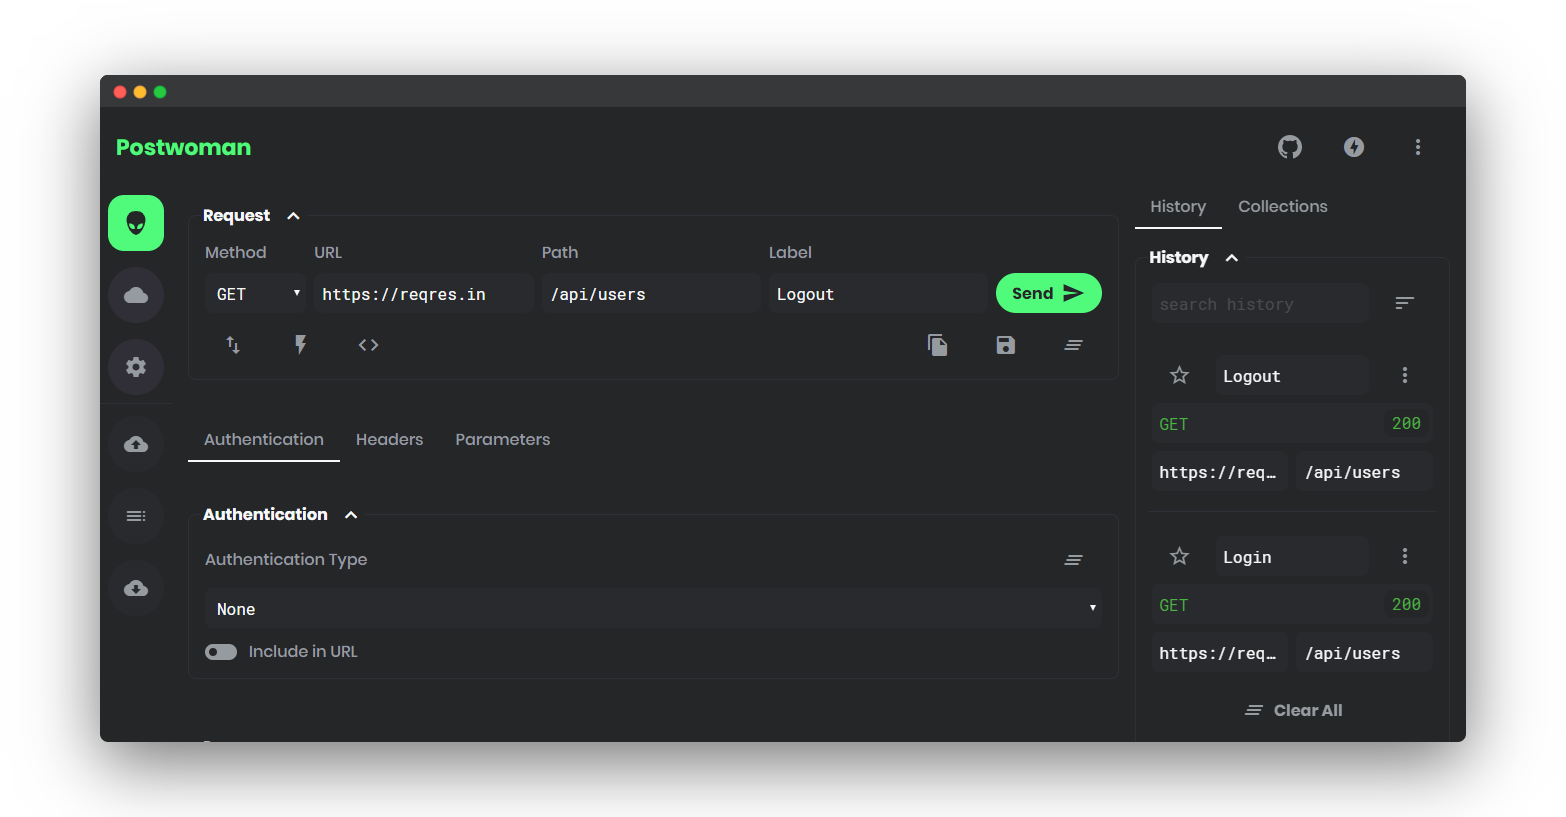 Postwoman
Request
Method URL Path Label
GET https://reqres.in /api/users Logout Send
Authentication Headers Parameters
Authentication
Authentication Type
None
Include in URL
History Collections
History
search history
Logout
GET 200
https://req… /api/users
Login
GET 200
https://req… /api/users
Clear All